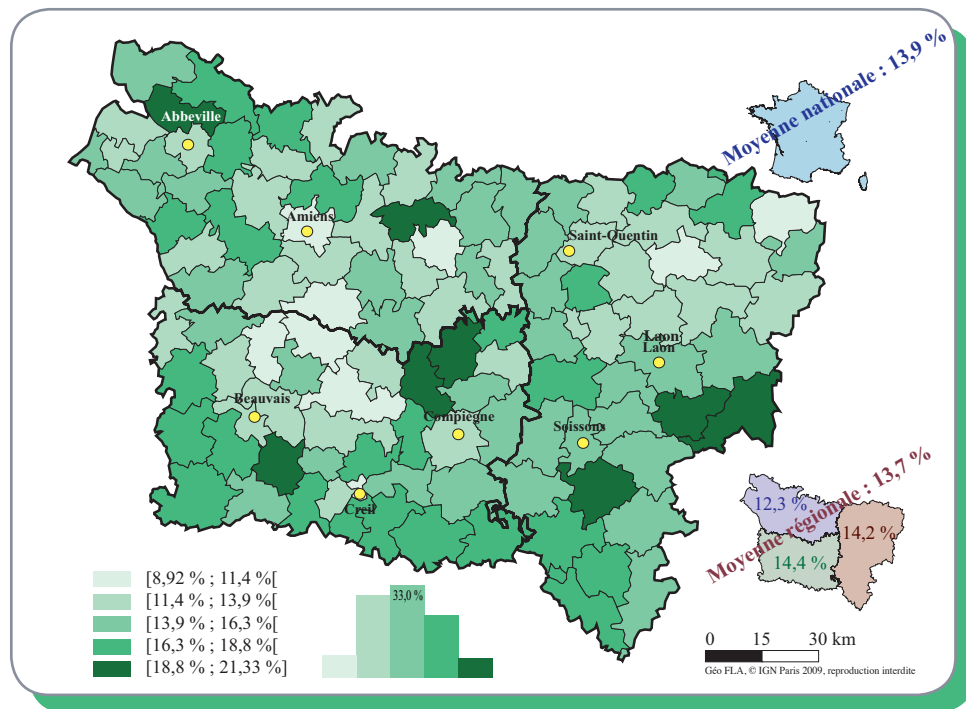 Moyenne nationale : 13,9 %
Abbeville
Amiens
Saint-Quentin
Laon
Laon
Beauvais
Compiègne
Soissons
Creil
Moyenne régionale : 13,7 %
12,3 %
14,2 %
14,4 %
[8,92 % ; 11,4 %[
[11,4 % ; 13,9 %[
[13,9 % ; 16,3 %[
[16,3 % ; 18,8 %[
[18,8 % ; 21,33 %]
33,0 %
0 15 30 km
Géo FLA, © IGN Paris 2009, reproduction interdite